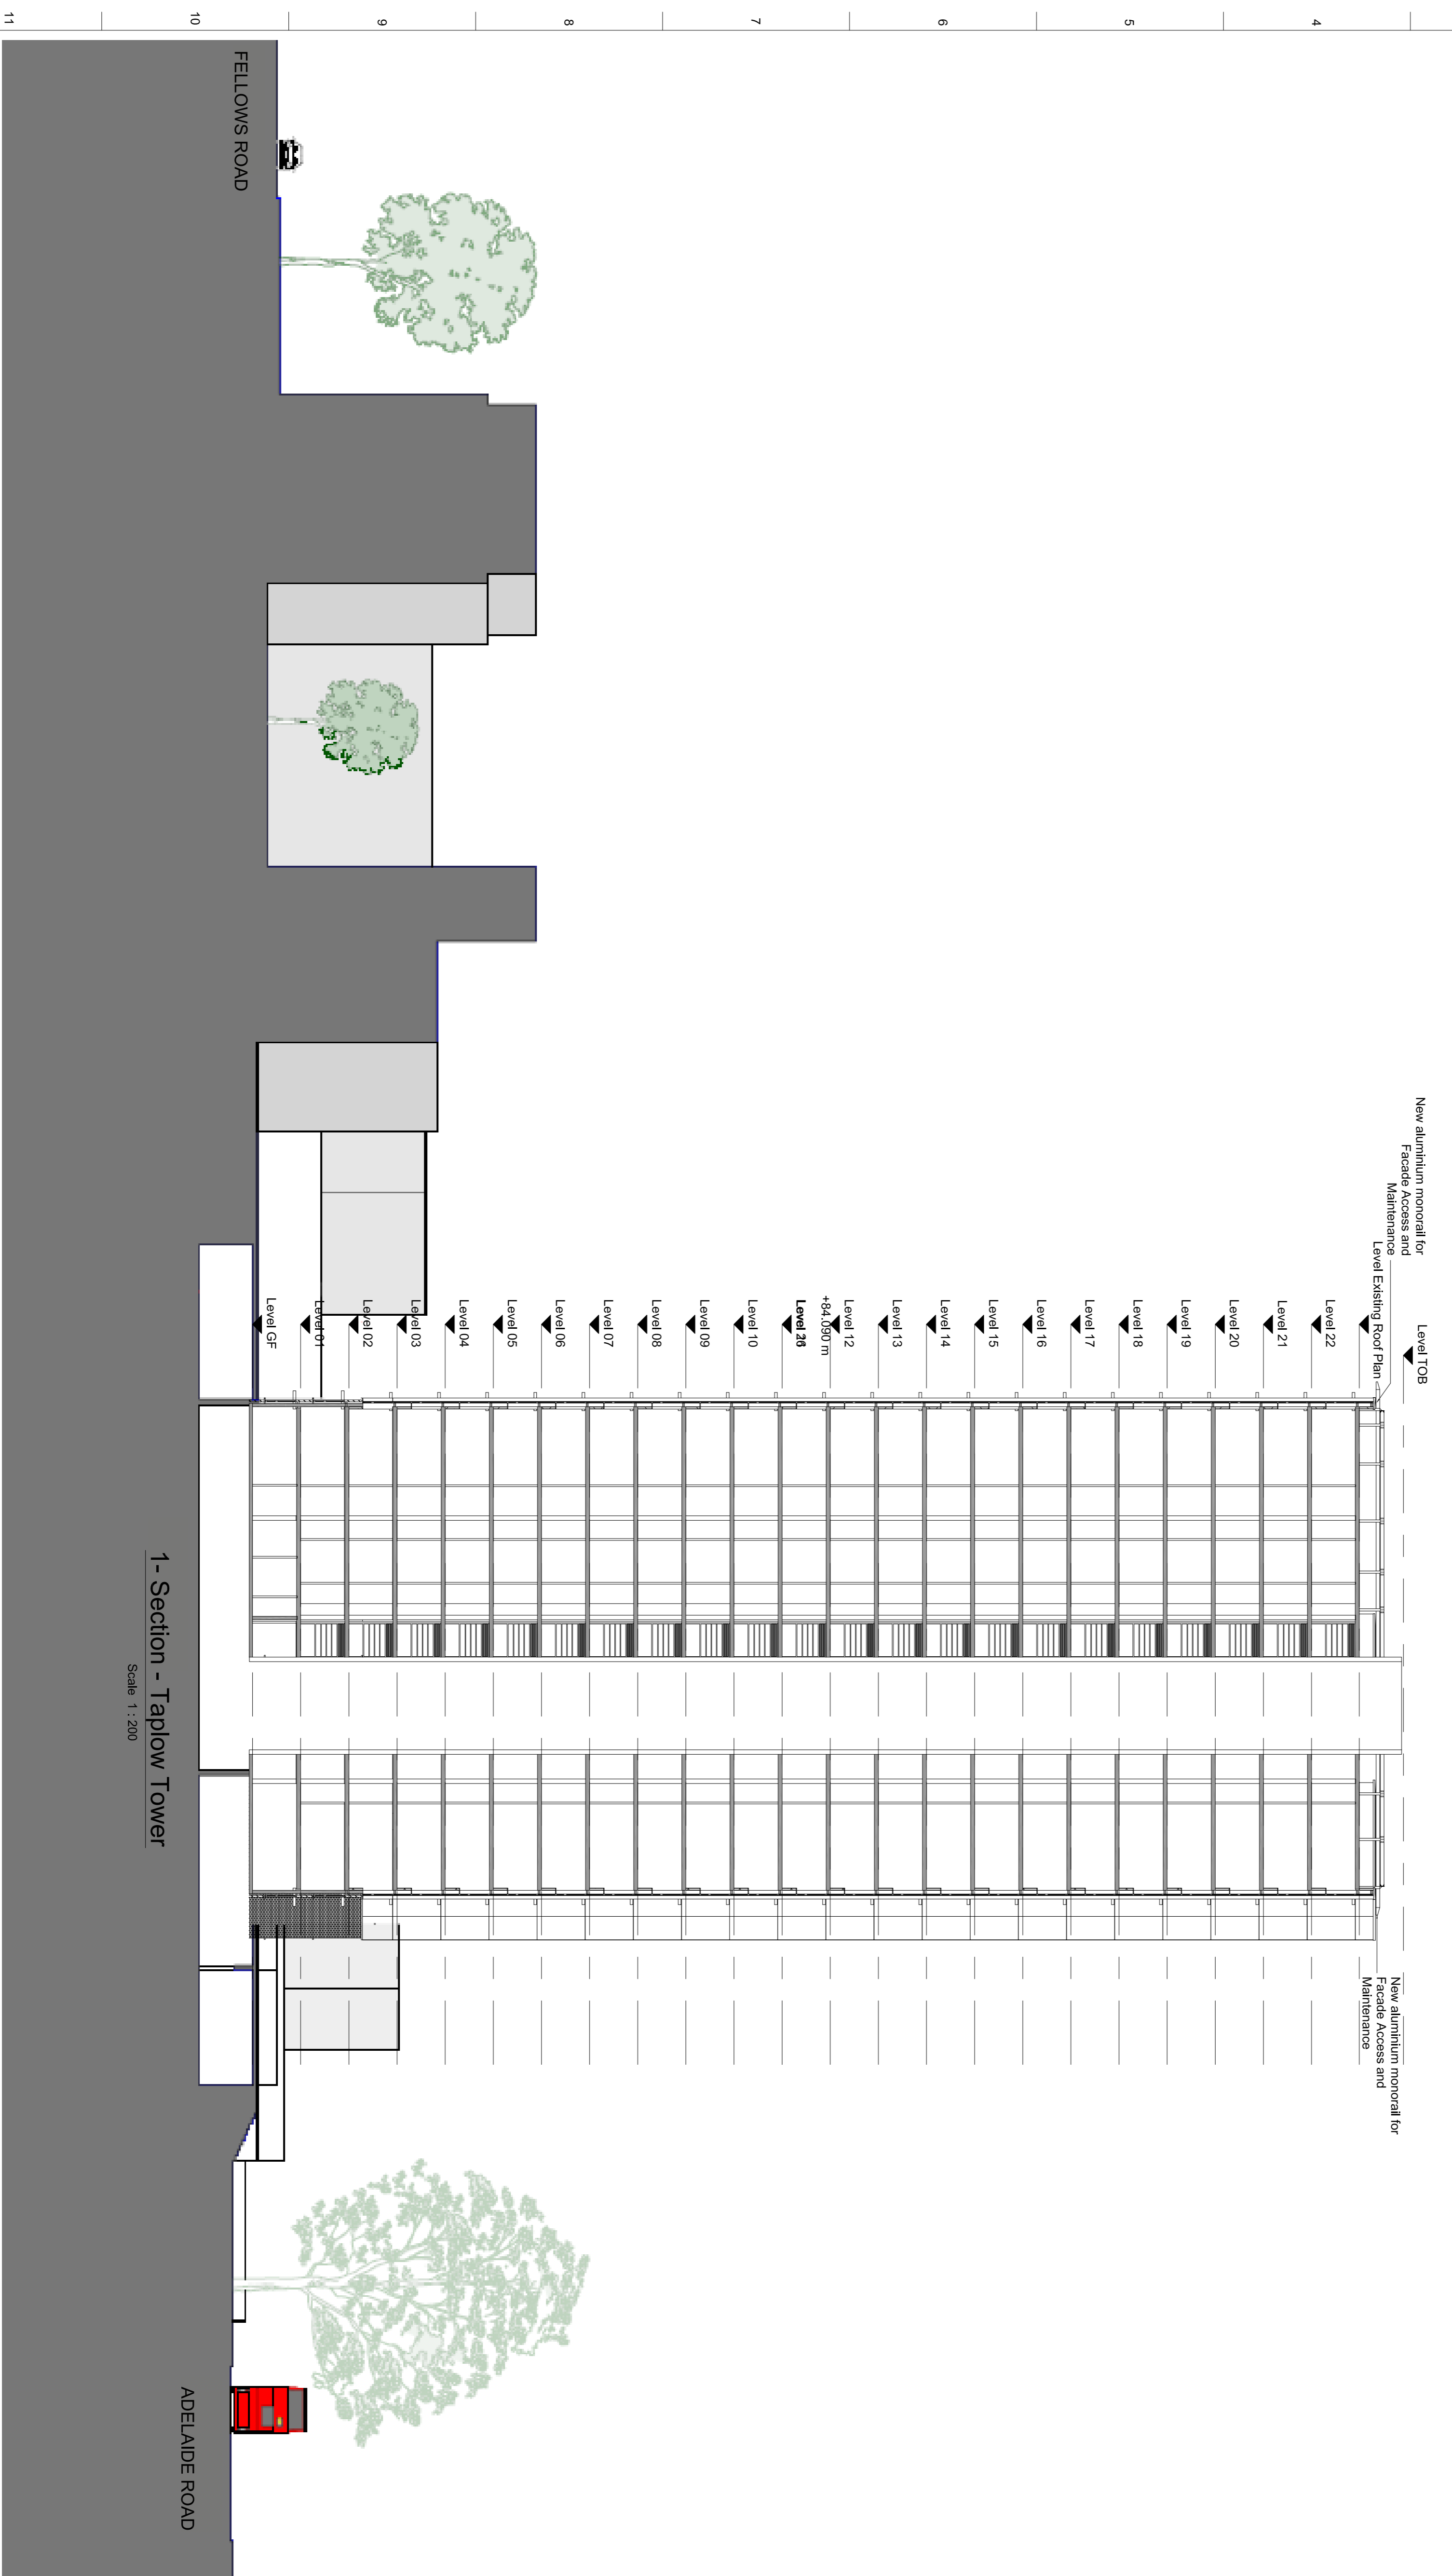 11
10
9
8
7
6
5
4
FELLOWS ROAD
New aluminium monorail for
Facade Access and
Maintenance
Level TOB
Level Existing Roof Plan
Level 22
Level 21
Level 20
Level 19
Level 18
Level 17
Level 16
Level 15
Level 14
Level 13
Level 12
+84.090 m
Level
Level 10
Level 09
Level 08
Level 07
Level 06
Level 05
Level 04
Level 03
Level 02
Level 01
Level GF
New aluminium monorail for
Facade Access and
Maintenance
1- Section - Taplow Tower
Scale 1 : 200
ADELAIDE ROAD